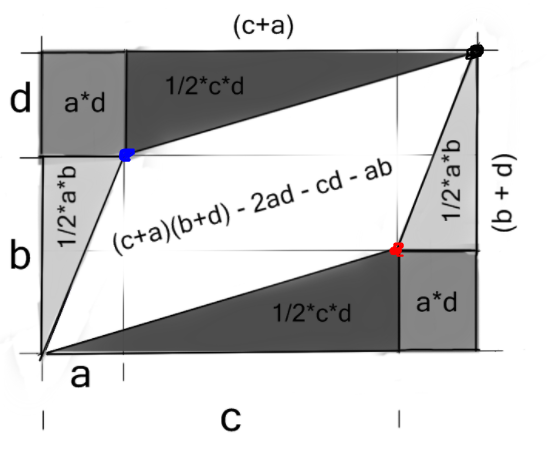 (c+a)
d
a*d
1/2*c*d
1/2*a*b
(c+a)(b+d) - 2ad - cd - ab
1/2*a*b
(b + d)
b
1/2*c*d
a*d
a
c